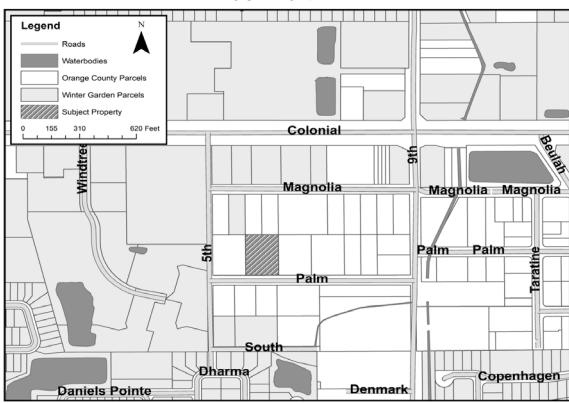 Legend
Roads
Waterbodies
Orange County Parcels
Winter Garden Parcels
Subject Property
0 155 310 620 Feet
N
Colonial
Windtree
9th
Beulah
Magnolia
Magnolia
Magnolia
5th
Palm
Palm
Palm
Taratine
South
Dharma
Daniels Pointe
Denmark
Copenhagen